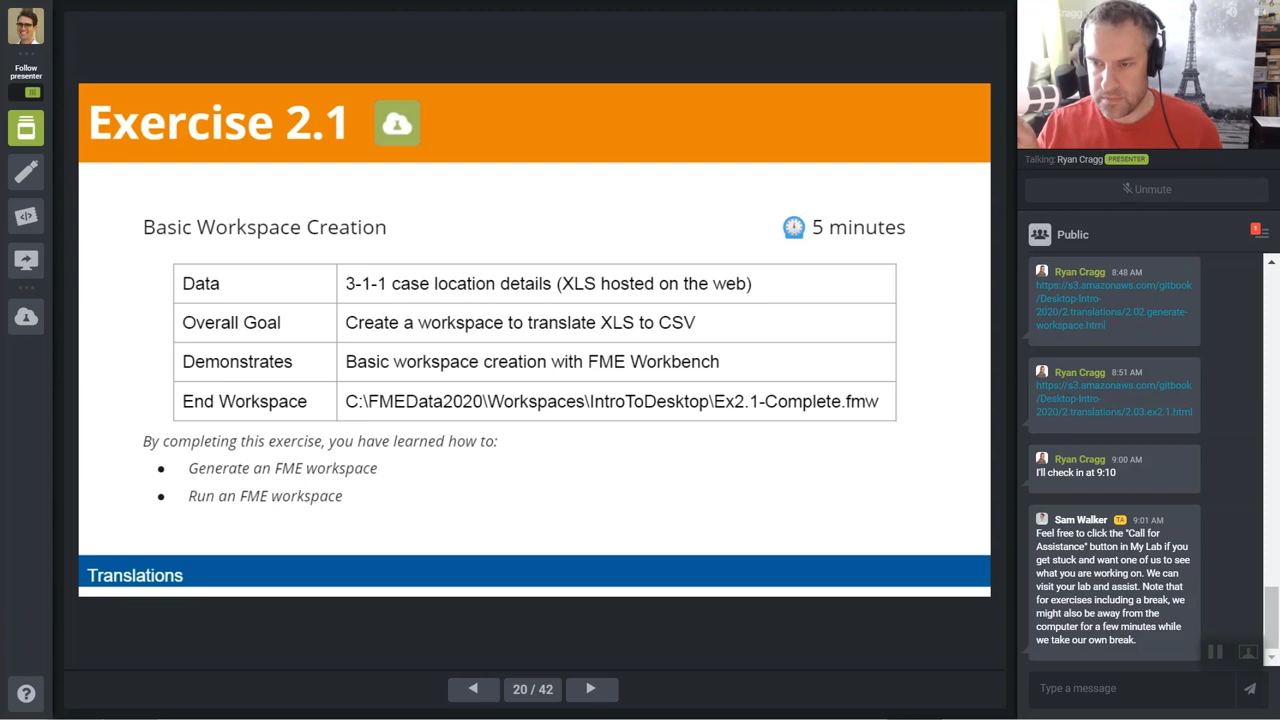 Follow
presenter
Exercise 2.1
Basic Workspace Creation
5 minutes
Data
3-1-1 case location details (XLS hosted on the web)
Overall Goal
Create a workspace to translate XLS to CSV
Demonstrates
Basic workspace creation with FME Workbench
End Workspace
C:\FMEData2020\Workspaces\IntroToDesktop\Ex2.1-Complete.fmw
By completing this exercise, you have learned how to:
● Generate an FME workspace
● Run an FME workspace
Translations
20 / 42
Talking: Ryan Cragg PRESENTER
Unmute
Public
1
Ryan Cragg 8:48 AM
https://s3.amazonaws.com/gitbook
/Desktop-Intro-
2020/2.translations/2.02.generate-
workspace.html
Ryan Cragg 8:51 AM
https://s3.amazonaws.com/gitbook
/Desktop-Intro-
2020/2.translations/2.03.ex2.1.html
Ryan Cragg 9:00 AM
I'll check in at 9:10
Sam Walker TA 9:01 AM
Feel free to click the "Call for
Assistance" button in My Lab if you
get stuck and want one of us to see
what you are working on. We can
visit your lab and assist. Note that
for exercises including a break, we
might also be away from the
computer for a few minutes while
we take our own break.
Type a message